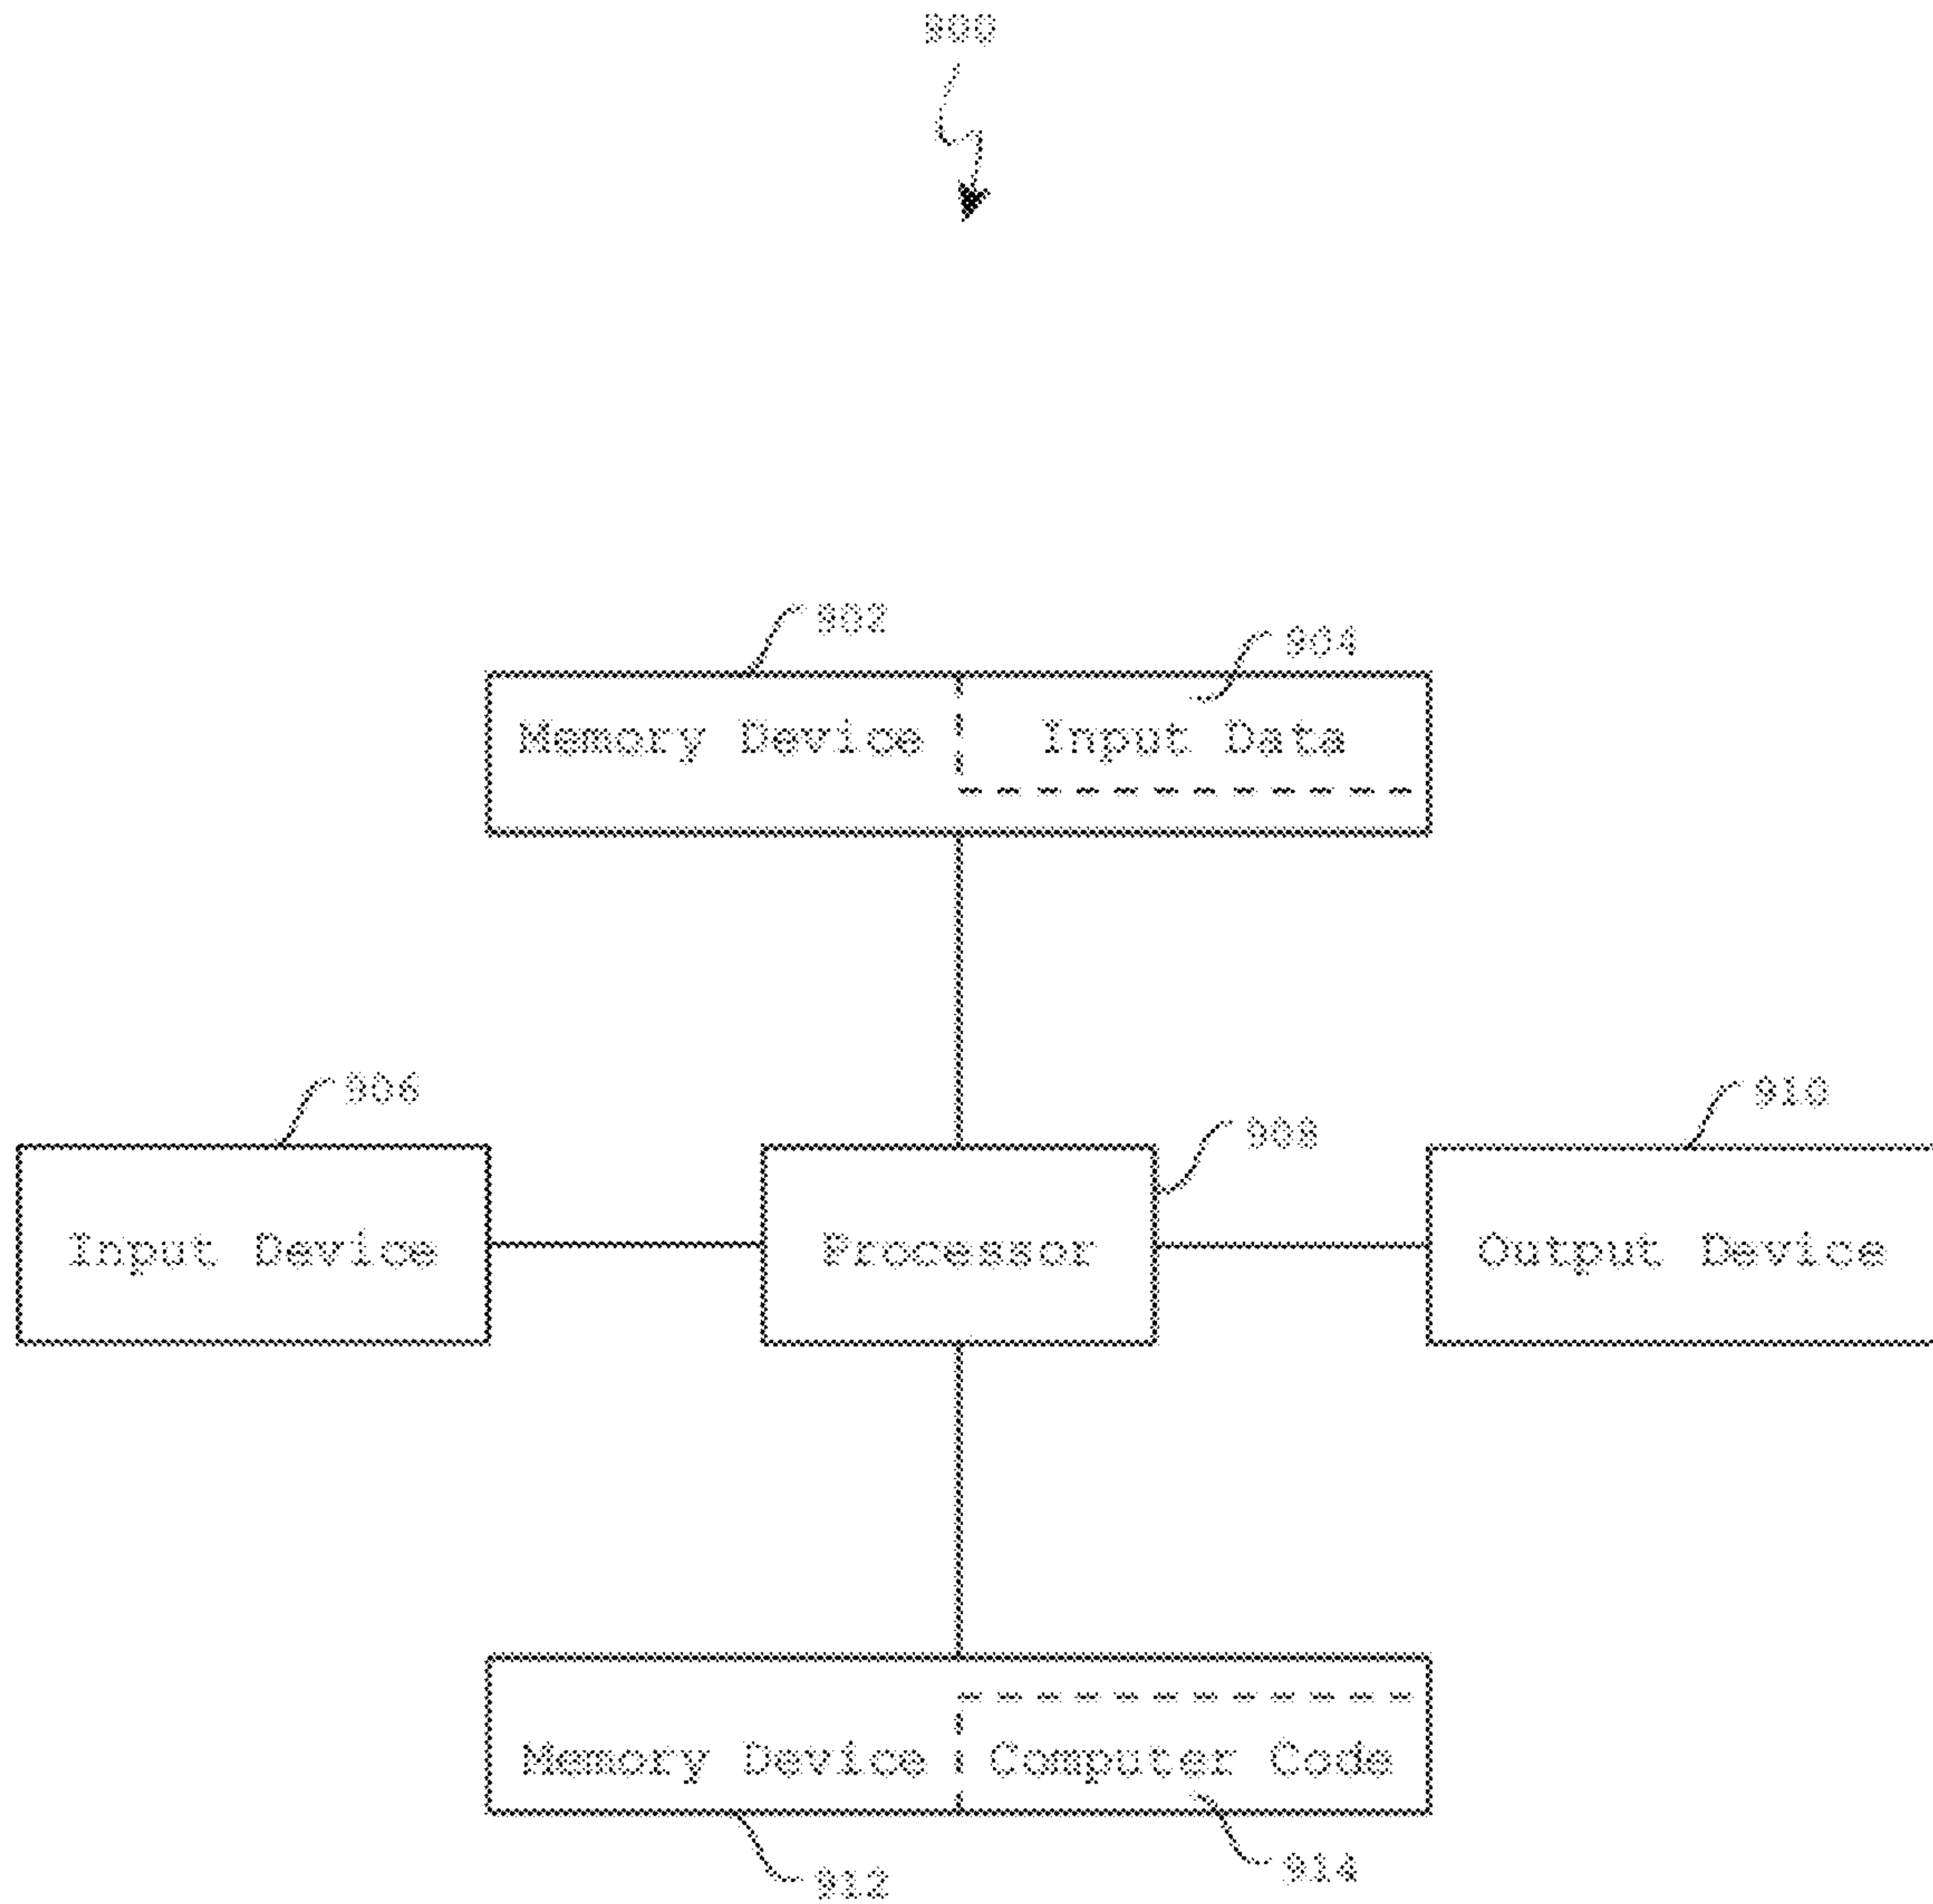 900
902
904
Memory Device
Input Data
906
908
910
Input Device
Processor
Output Device
Memory Device
Computer Code
912
914